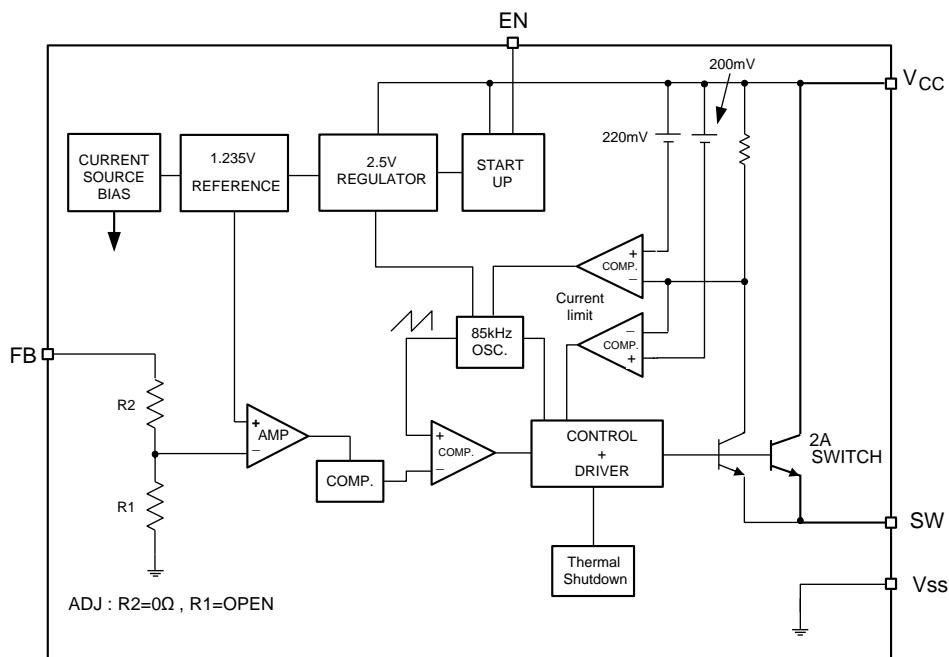 EN
200mV
VCC
220mV
CURRENT
SOURCE
BIAS
1.235V
REFERENCE
2.5V
REGULATOR
START
UP
+
COMP.
−
Current
limit
−
COMP.
+
85kHz
OSC.
FB
R2
+
AMP
−
COMP.
+
COMP.
−
CONTROL
+
DRIVER
2A
SWITCH
R1
SW
Thermal
Shutdown
Vss
ADJ : R2=0Ω , R1=OPEN